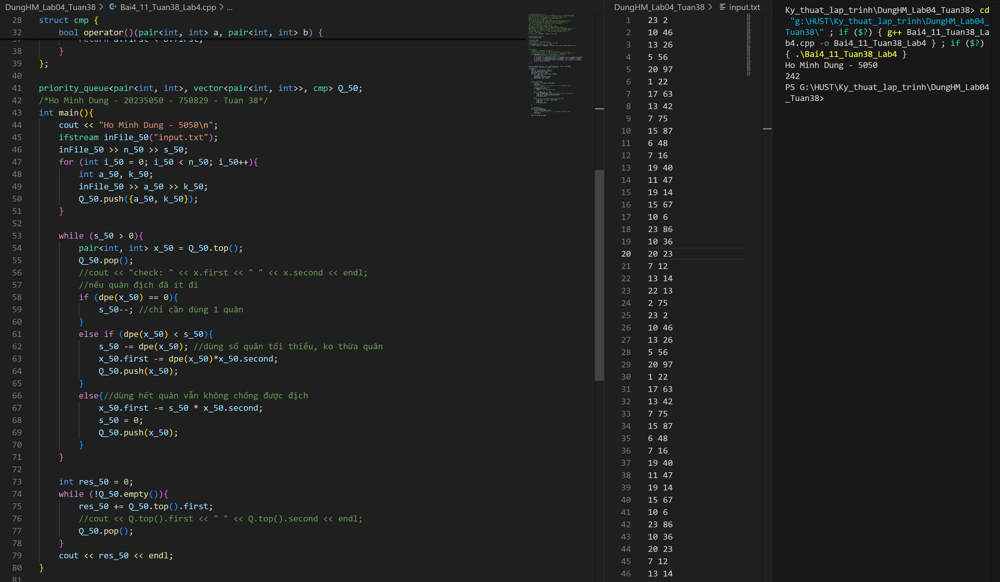 DungHM_Lab04_Tuan38 > Bai4_11_Tuan38_Lab4.cpp > ...
28 struct cmp {
32     bool operator()(pair<int, int> a, pair<int, int> b) {
37         return a.first < b.first;
38     }
39 };
40
41 priority_queue<pair<int, int>, vector<pair<int, int>>, cmp> Q_50;
42 /*Ho Minh Dung - 20235050 - 750829 - Tuan 38*/
43 int main(){
44     cout << "Ho Minh Dung - 5050\n";
45     ifstream inFile_50("input.txt");
46     inFile_50 >> n_50 >> s_50;
47     for (int i_50 = 0; i_50 < n_50; i_50++){
48         int a_50, k_50;
49         inFile_50 >> a_50 >> k_50;
50         Q_50.push({a_50, k_50});
51     }
52
53     while (s_50 > 0){
54         pair<int, int> x_50 = Q_50.top();
55         Q_50.pop();
56         //cout << "check: " << x.first << " " << x.second << endl;
57         //nếu quân địch đã ít đi
58         if (dpe(x_50) == 0){
59             s_50--; //chỉ cần dùng 1 quân
60         }
61         else if (dpe(x_50) < s_50){
62             s_50 -= dpe(x_50); //dùng số quân tối thiểu, ko thừa quân
63             x_50.first -= dpe(x_50)*x_50.second;
64             Q_50.push(x_50);
65         }
66         else{//dùng hết quân vẫn không chống được địch
67             x_50.first -= s_50 * x_50.second;
68             s_50 = 0;
69             Q_50.push(x_50);
70         }
71     }
72
73     int res_50 = 0;
74     while (!Q_50.empty()){
75         res_50 += Q_50.top().first;
76         //cout << Q.top().first << " " << Q.top().second << endl;
77         Q_50.pop();
78     }
79     cout << res_50 << endl;
80 }
81
DungHM_Lab04_Tuan38 > input.txt
1 23 2
2 10 46
3 13 26
4 5 56
5 20 97
6 1 22
7 17 63
8 13 42
9 7 75
10 15 87
11 6 48
12 7 16
13 19 40
14 11 47
15 19 14
16 15 67
17 10 6
18 23 86
19 10 36
20 20 23
21 7 12
22 13 14
23 22 13
24 2 75
25 23 2
26 10 46
27 13 26
28 5 56
29 20 97
30 1 22
31 17 63
32 13 42
33 7 75
34 15 87
35 6 48
36 7 16
37 19 40
38 11 47
39 19 14
40 15 67
41 10 6
42 23 86
43 10 36
44 20 23
45 7 12
46 13 14
Ky_thuat_lap_trinh\DungHM_Lab04_Tuan38> cd
"g:\HUST\Ky_thuat_lap_trinh\DungHM_Lab04_
Tuan38\" ; if ($?) { g++ Bai4_11_Tuan38_La
b4.cpp -o Bai4_11_Tuan38_Lab4 } ; if ($?)
{ .\Bai4_11_Tuan38_Lab4 }
Ho Minh Dung - 5050
242
PS G:\HUST\Ky_thuat_lap_trinh\DungHM_Lab04
_Tuan38>